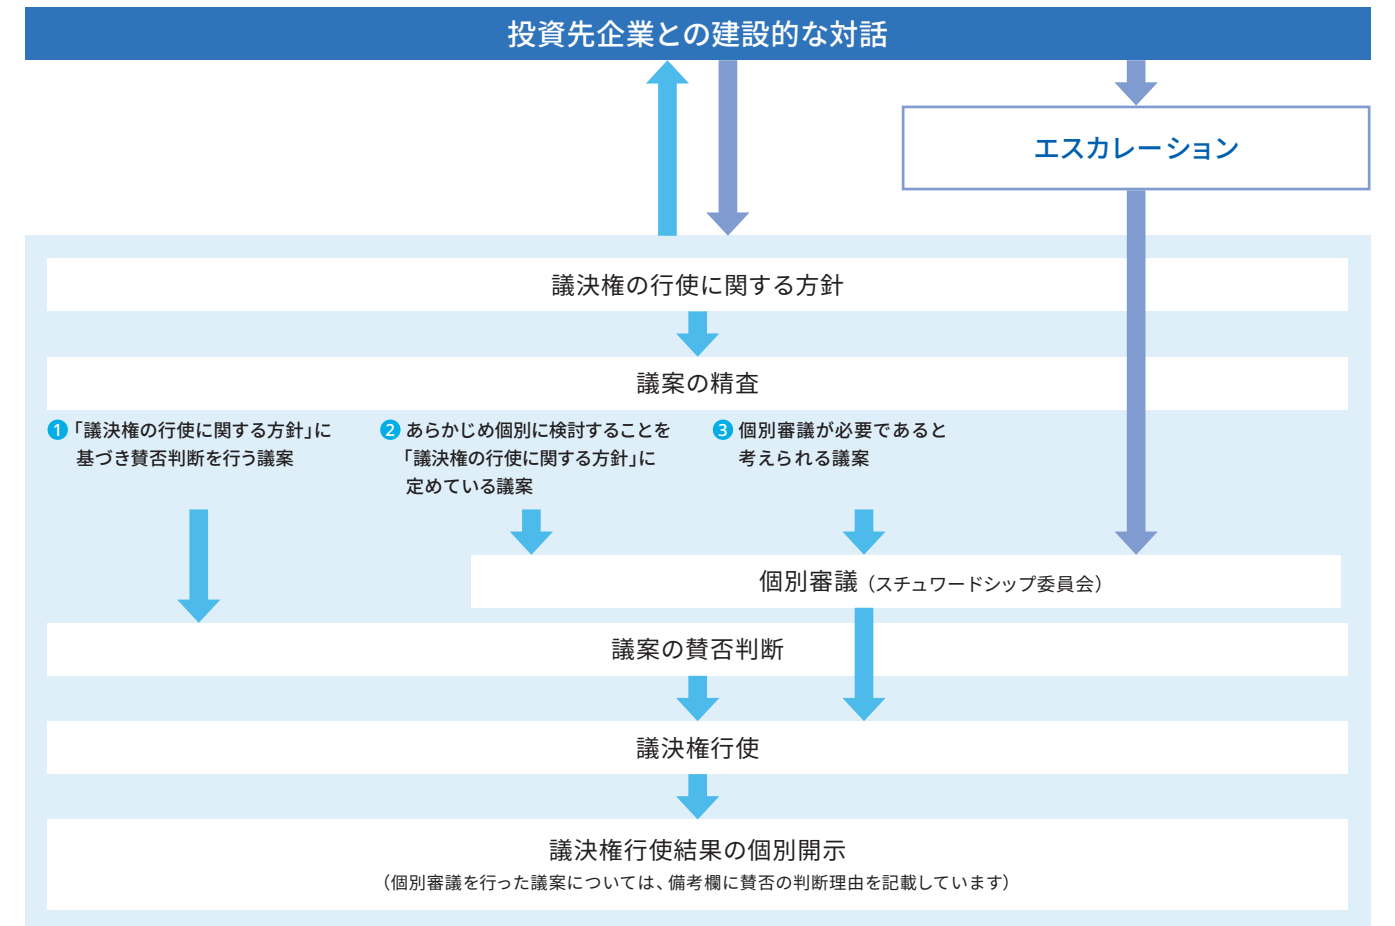 投資先企業との建設的な対話
エスカレーション
議決権の行使に関する方針
議案の精査
❶「議決権の行使に関する方針」に
基づき賛否判断を行う議案
❷ あらかじめ個別に検討することを
「議決権の行使に関する方針」に
定めている議案
❸ 個別審議が必要であると
考えられる議案
個別審議（スチュワードシップ委員会）
議案の賛否判断
議決権行使
議決権行使結果の個別開示
（個別審議を行った議案については、備考欄に賛否の判断理由を記載しています）